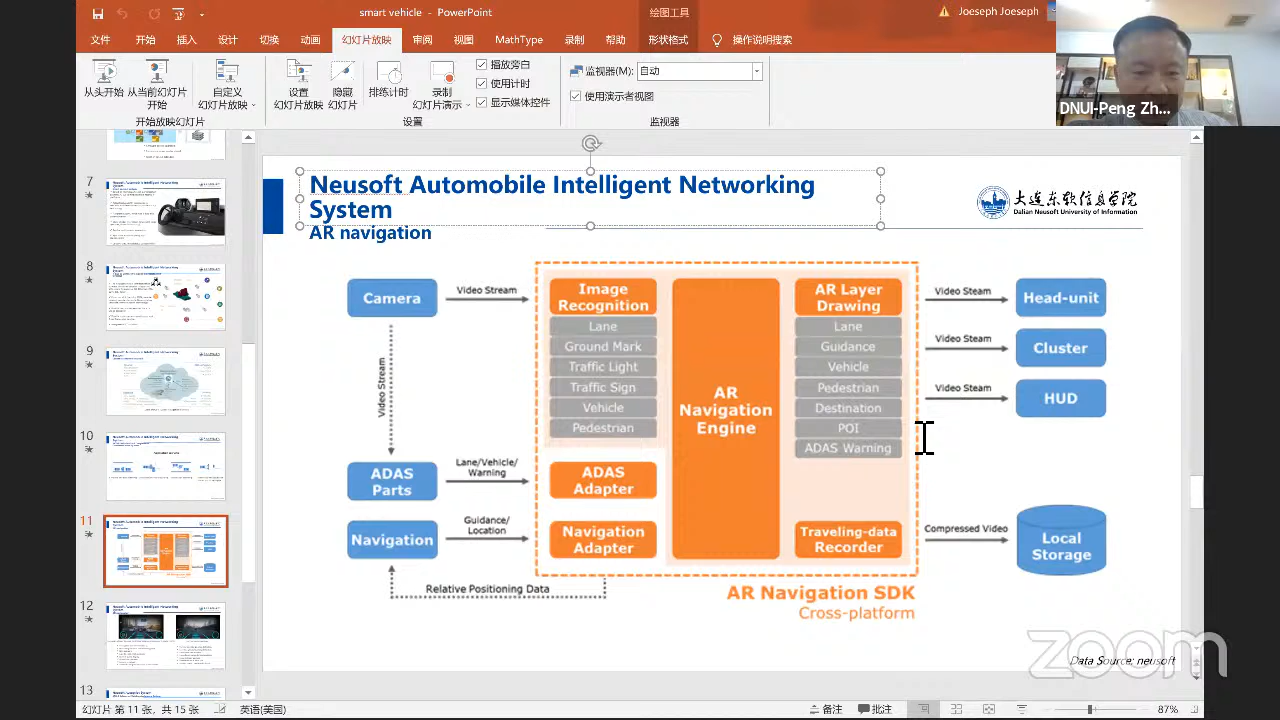 smart vehicle - PowerPoint
绘图工具
Joeseph Joeseph
文件
开始
插入
设计
切换
动画
幻灯片放映
审阅
视图
MathType
录制
帮助
形状格式
操作说明搜索
从头开始
从当前幻灯片
开始
自定义
幻灯片放映
设置
幻灯片放映
隐藏
幻灯片
排练计时
录制
幻灯片演示
播放旁白
使用计时
显示媒体控件
监视器(M):
自动
使用演示者视图
开始放映幻灯片
设置
监视器
DNUI-Peng Zh...
7
8
9
10
11
12
13
Neusoft Automobile Intelligent Networking
System
AR navigation
大连东软信息学院
Dalian Neusoft University of Information
Camera
Video Stream
Image
Recognition
Lane
Ground Mark
Traffic Light
Traffic Sign
Vehicle
Pedestrian
AR
Navigation
Engine
AR Layer
Drawing
Lane
Guidance
Vehicle
Pedestrian
Destination
POI
ADAS Warning
Video Steam
Head-unit
Video Steam
Cluster
Video Steam
HUD
Video Stream
ADAS
Parts
Lane/Vehicle/
Warning
ADAS
Adapter
Navigation
Guidance/
Location
Navigation
Adapter
Traveling-data
Recorder
Compressed Video
Local
Storage
Relative Positioning Data
AR Navigation SDK
Cross-platform
Data Source: neusoft
zoom
幻灯片 第 11 张，共 15 张
英语(美国)
备注
批注
87%